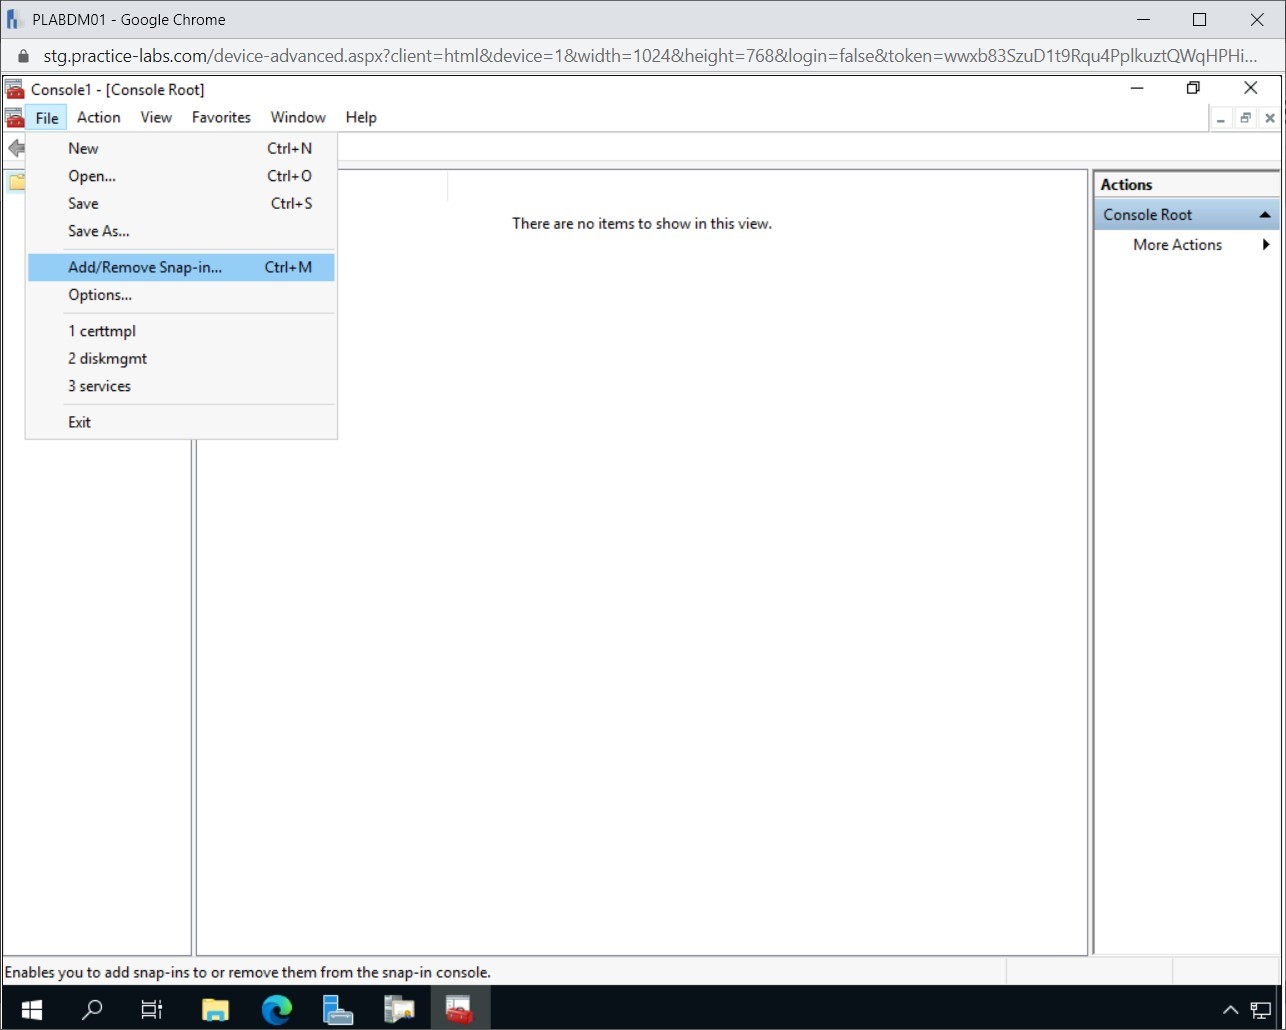 PLABDM01 - Google Chrome
stg.practice-labs.com/device-advanced.aspx?client=html&device=1&width=1024&height=768&login=false&token=wwxb83SzuD1t9Rqu4PplkuztQWqHPHi...
Console1 - [Console Root]
File Action View Favorites Window Help
New Ctrl+N
Open... Ctrl+O
Save Ctrl+S
Save As...
Add/Remove Snap-in... Ctrl+M
Options...
1 certtmpl
2 diskmgmt
3 services
Exit
There are no items to show in this view.
Actions
Console Root
More Actions
Enables you to add snap-ins to or remove them from the snap-in console.